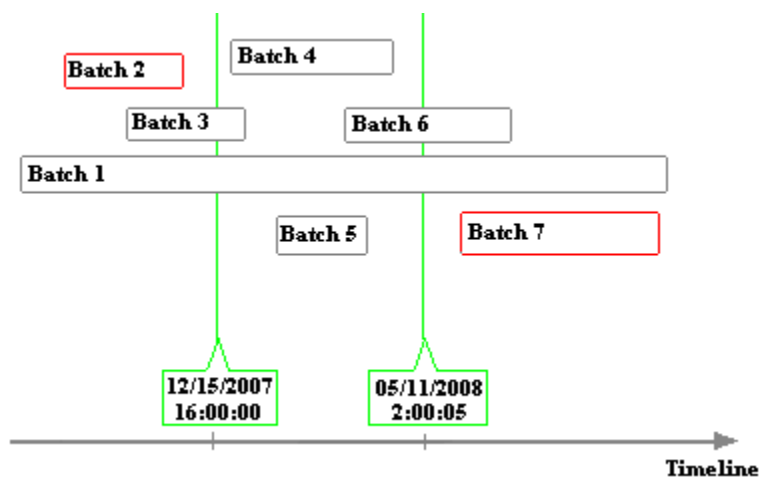 Batch 4
Batch 2
Batch 3
Batch 6
Batch 1
Batch 5
Batch 7
12/15/2007
16:00:00
05/11/2008
2:00:05
Timeline